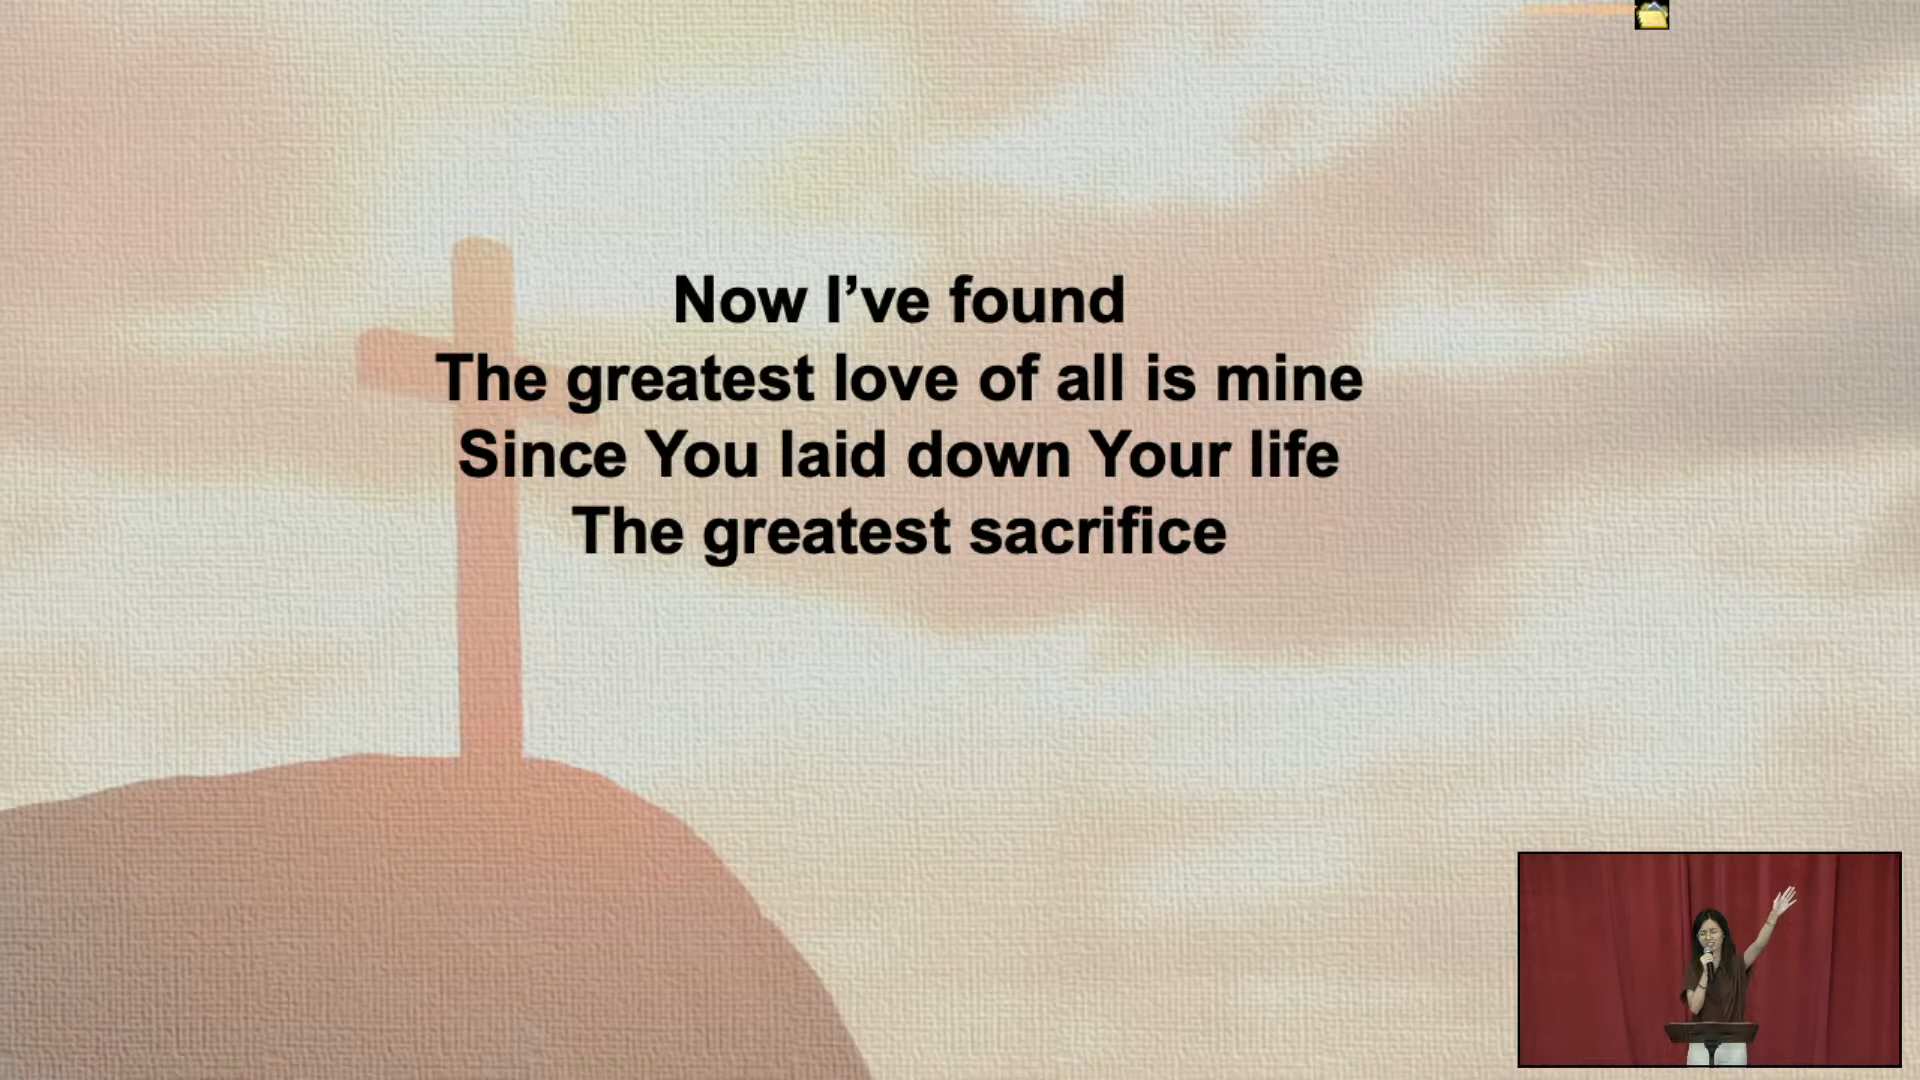 Now I’ve found
The greatest love of all is mine
Since You laid down Your life
The greatest sacrifice